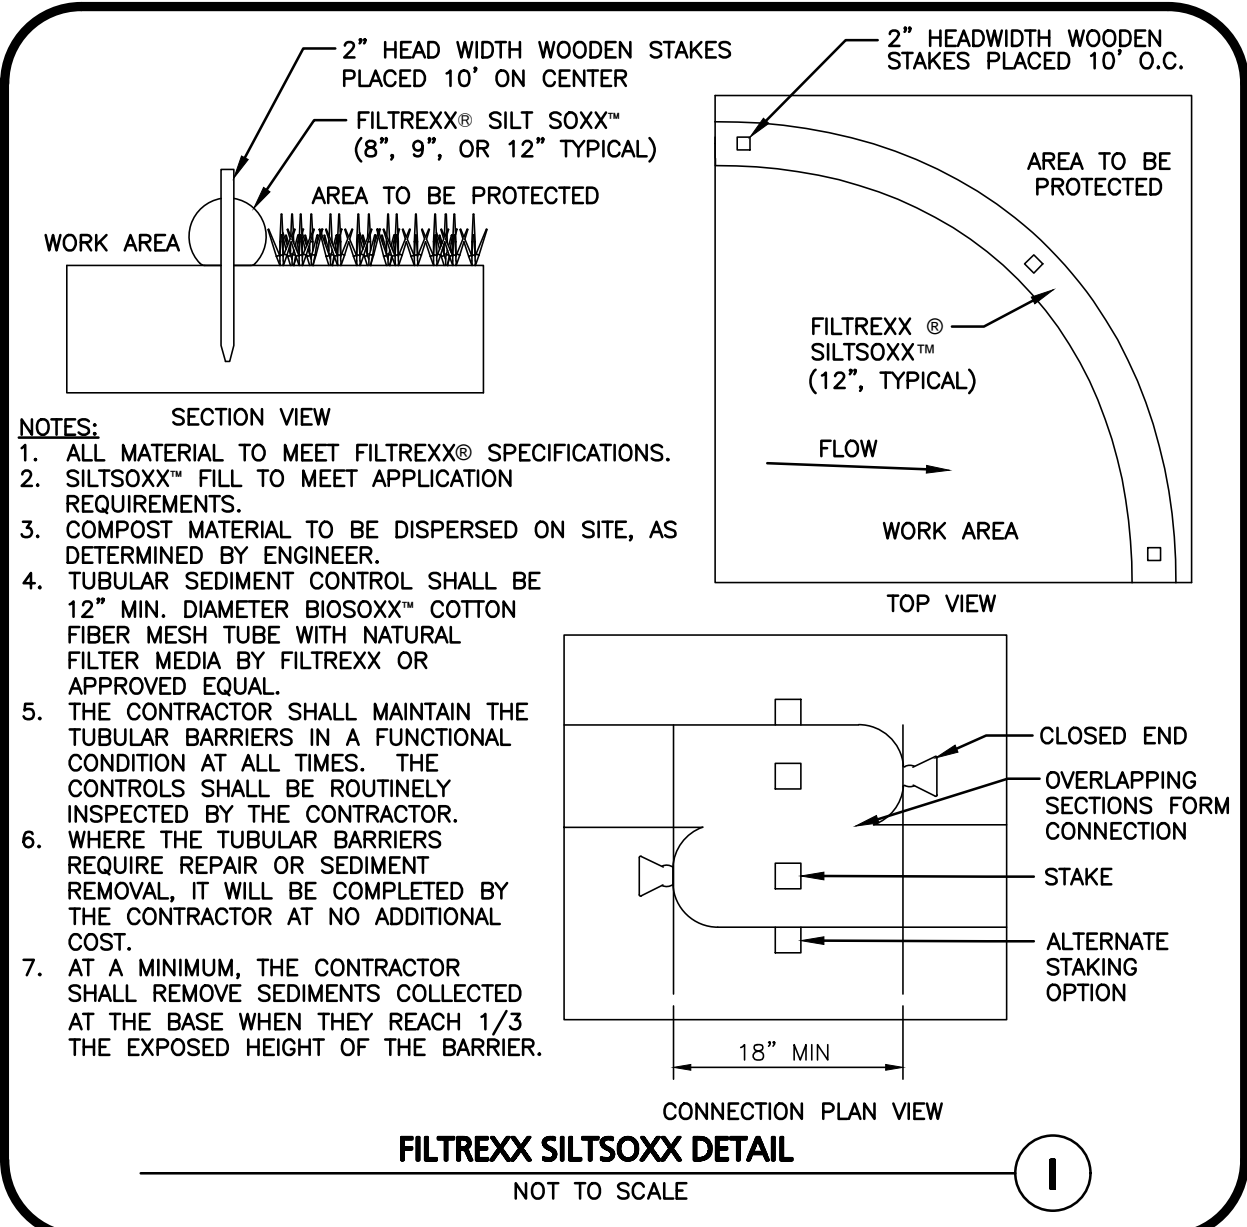 2” HEAD WIDTH WOODEN STAKES
PLACED 10’ ON CENTER
FILTREXX® SILT SOXX™
(8”, 9”, OR 12” TYPICAL)
AREA TO BE PROTECTED
WORK AREA
SECTION VIEW
2” HEADWIDTH WOODEN
STAKES PLACED 10’ O.C.
AREA TO BE
PROTECTED
FILTREXX ®
SILTSOXX™
(12”, TYPICAL)
FLOW
WORK AREA
TOP VIEW
NOTES:
1. ALL MATERIAL TO MEET FILTREXX® SPECIFICATIONS.
2. SILTSOXX™ FILL TO MEET APPLICATION
REQUIREMENTS.
3. COMPOST MATERIAL TO BE DISPERSED ON SITE, AS
DETERMINED BY ENGINEER.
4. TUBULAR SEDIMENT CONTROL SHALL BE
12” MIN. DIAMETER BIOSOXX™ COTTON
FIBER MESH TUBE WITH NATURAL
FILTER MEDIA BY FILTREXX OR
APPROVED EQUAL.
5. THE CONTRACTOR SHALL MAINTAIN THE
TUBULAR BARRIERS IN A FUNCTIONAL
CONDITION AT ALL TIMES. THE
CONTROLS SHALL BE ROUTINELY
INSPECTED BY THE CONTRACTOR.
6. WHERE THE TUBULAR BARRIERS
REQUIRE REPAIR OR SEDIMENT
REMOVAL, IT WILL BE COMPLETED BY
THE CONTRACTOR AT NO ADDITIONAL
COST.
7. AT A MINIMUM, THE CONTRACTOR
SHALL REMOVE SEDIMENTS COLLECTED
AT THE BASE WHEN THEY REACH 1/3
THE EXPOSED HEIGHT OF THE BARRIER.
CLOSED END
OVERLAPPING
SECTIONS FORM
CONNECTION
STAKE
ALTERNATE
STAKING
OPTION
18” MIN
CONNECTION PLAN VIEW
FILTREXX SILTSOXX DETAIL
NOT TO SCALE
1